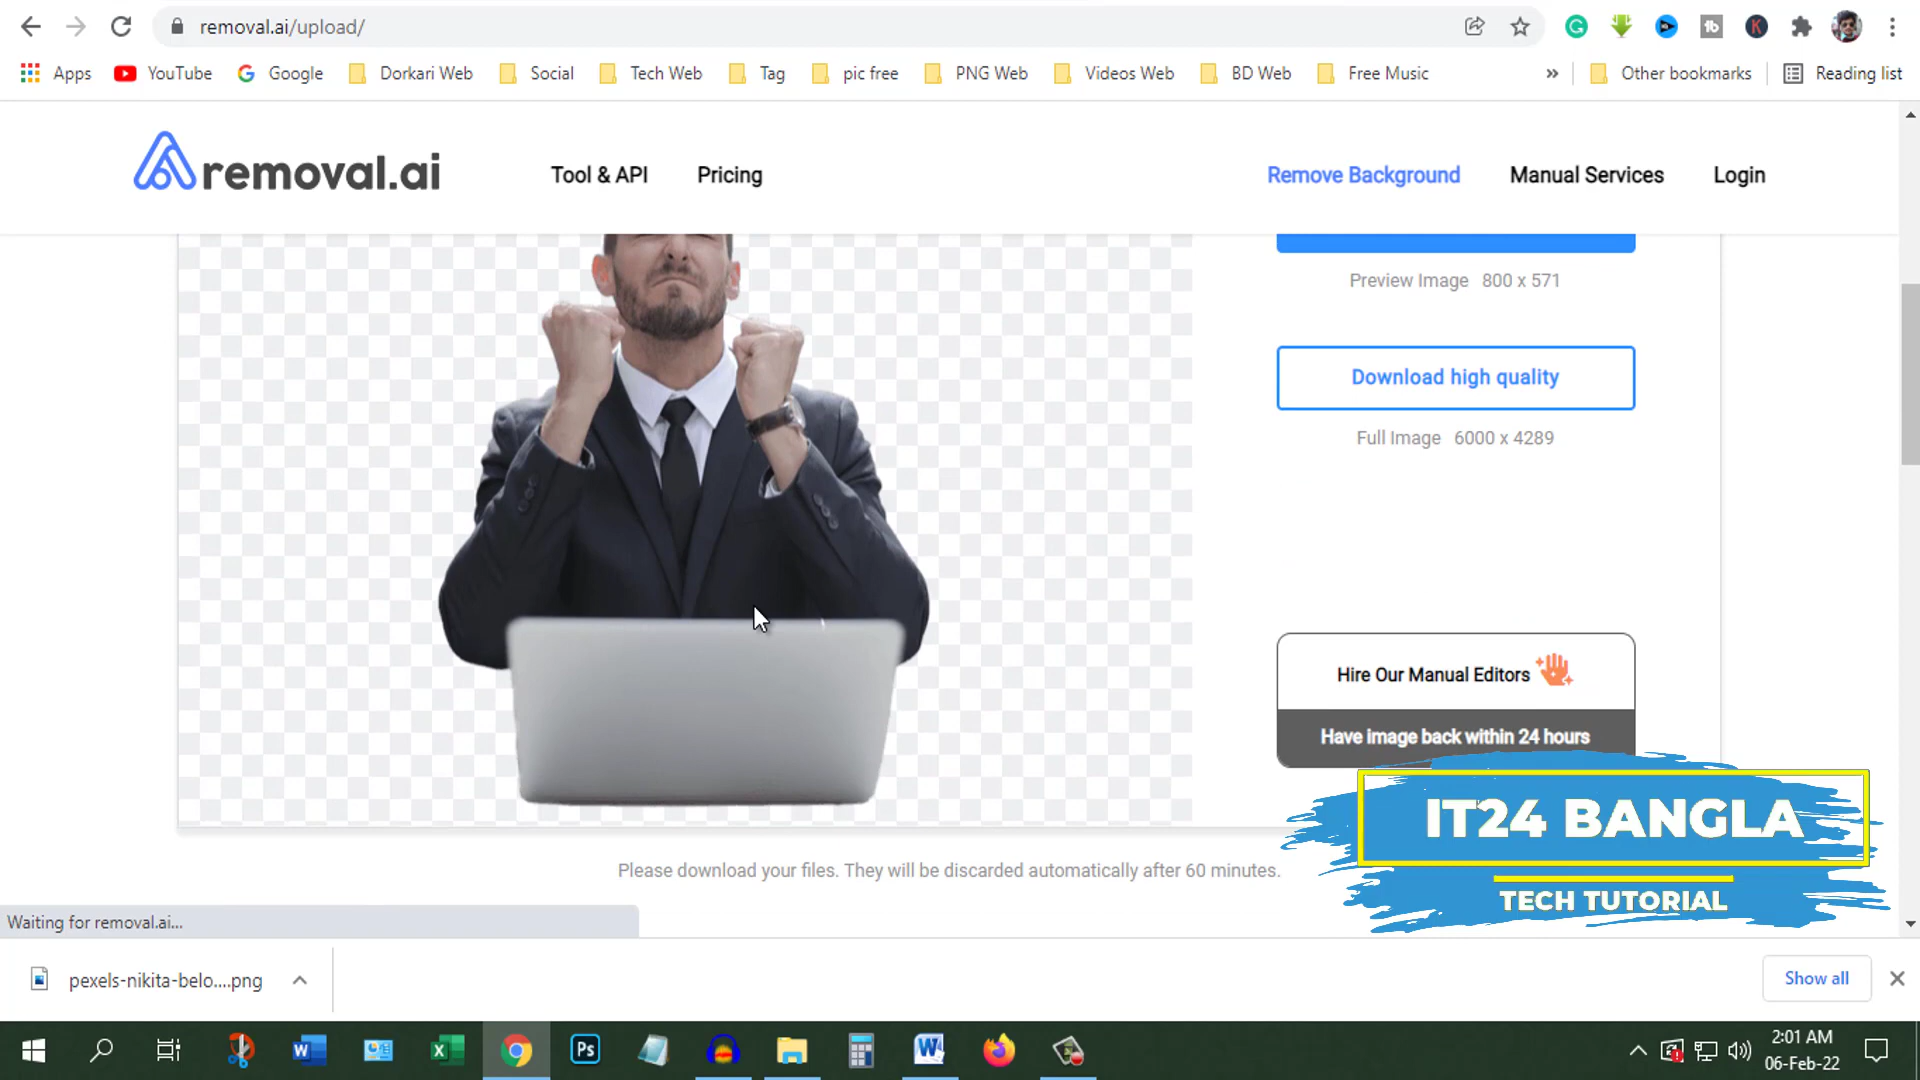 removal.ai/upload/
Apps YouTube Google Dorkari Web Social Tech Web Tag pic free PNG Web Videos Web BD Web Free Music » Other bookmarks Reading list
removal.ai Tool & API Pricing Remove Background Manual Services Login
Preview Image 800 x 571
Download high quality
Full Image 6000 x 4289
Hire Our Manual Editors
Have image back within 24 hours
IT24 BANGLA
TECH TUTORIAL
Please download your files. They will be discarded automatically after 60 minutes.
Waiting for removal.ai...
pexels-nikita-belo....png
Show all
2:01 AM
06-Feb-22